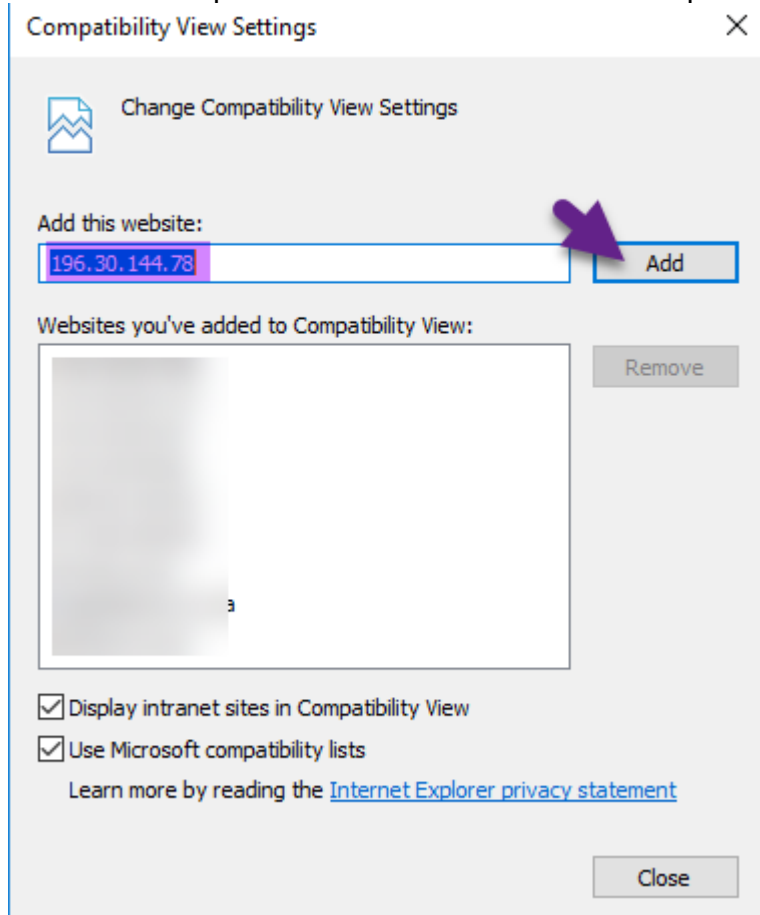 Compatibility View Settings
Change Compatibility View Settings
Add this website:
196.30.144.78
Add
Websites you've added to Compatibility View:
Remove
a
Display intranet sites in Compatibility View
Use Microsoft compatibility lists
Learn more by reading the Internet Explorer privacy statement
Close